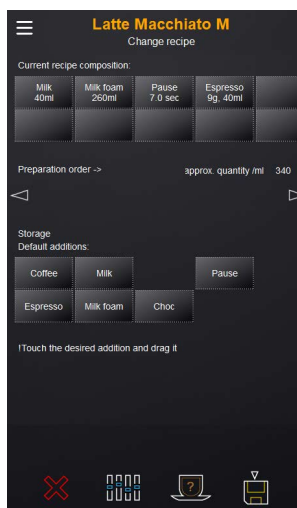 Latte Macchiato M
Change recipe
Current recipe composition:
Milk Milk foam Pause Espresso
40ml 260ml 7.0 sec 9g, 40ml
Preparation order -> approx. quantity /ml 340
Storage
Default additions:
Coffee Milk Pause
Espresso Milk foam Choc
!Touch the desired addition and drag it
?